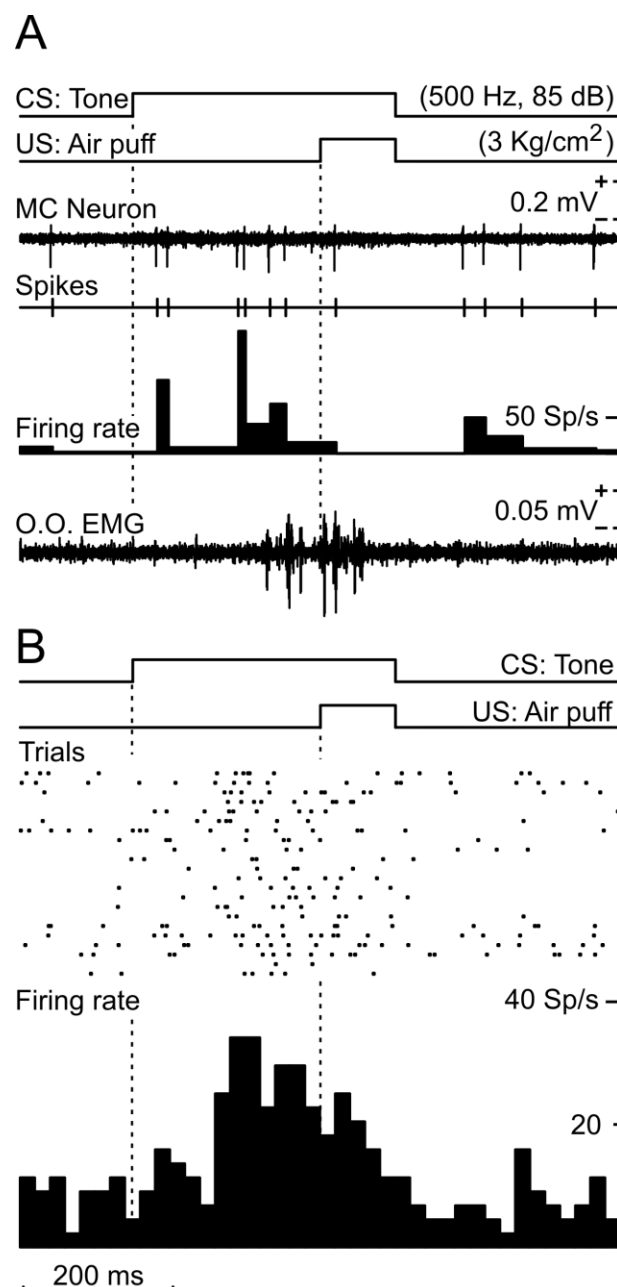 A
CS: Tone (500 Hz, 85 dB)
US: Air puff (3 Kg/cm²)
MC Neuron 0.2 mV + –
Spikes
Firing rate 50 Sp/s
O.O. EMG 0.05 mV + –
B
CS: Tone
US: Air puff
Trials
Firing rate 40 Sp/s
20
200 ms